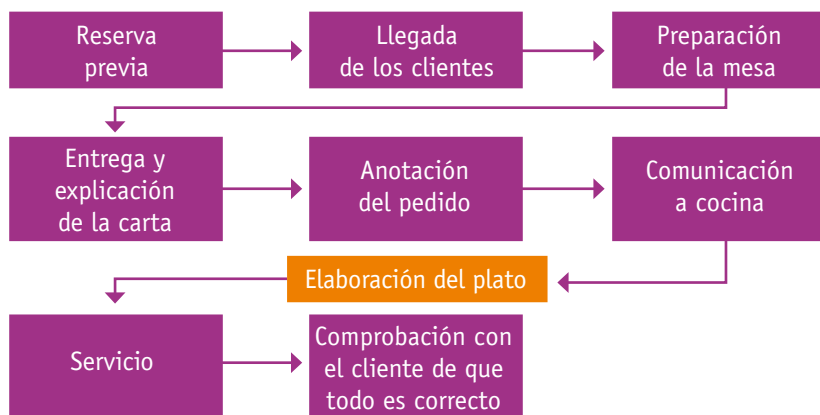 Reserva
previa
Llegada
de los clientes
Preparación
de la mesa
Entrega y
explicación
de la carta
Anotación
del pedido
Comunicación
a cocina
Elaboración del plato
Servicio
Comprobación con
el cliente de que
todo es correcto